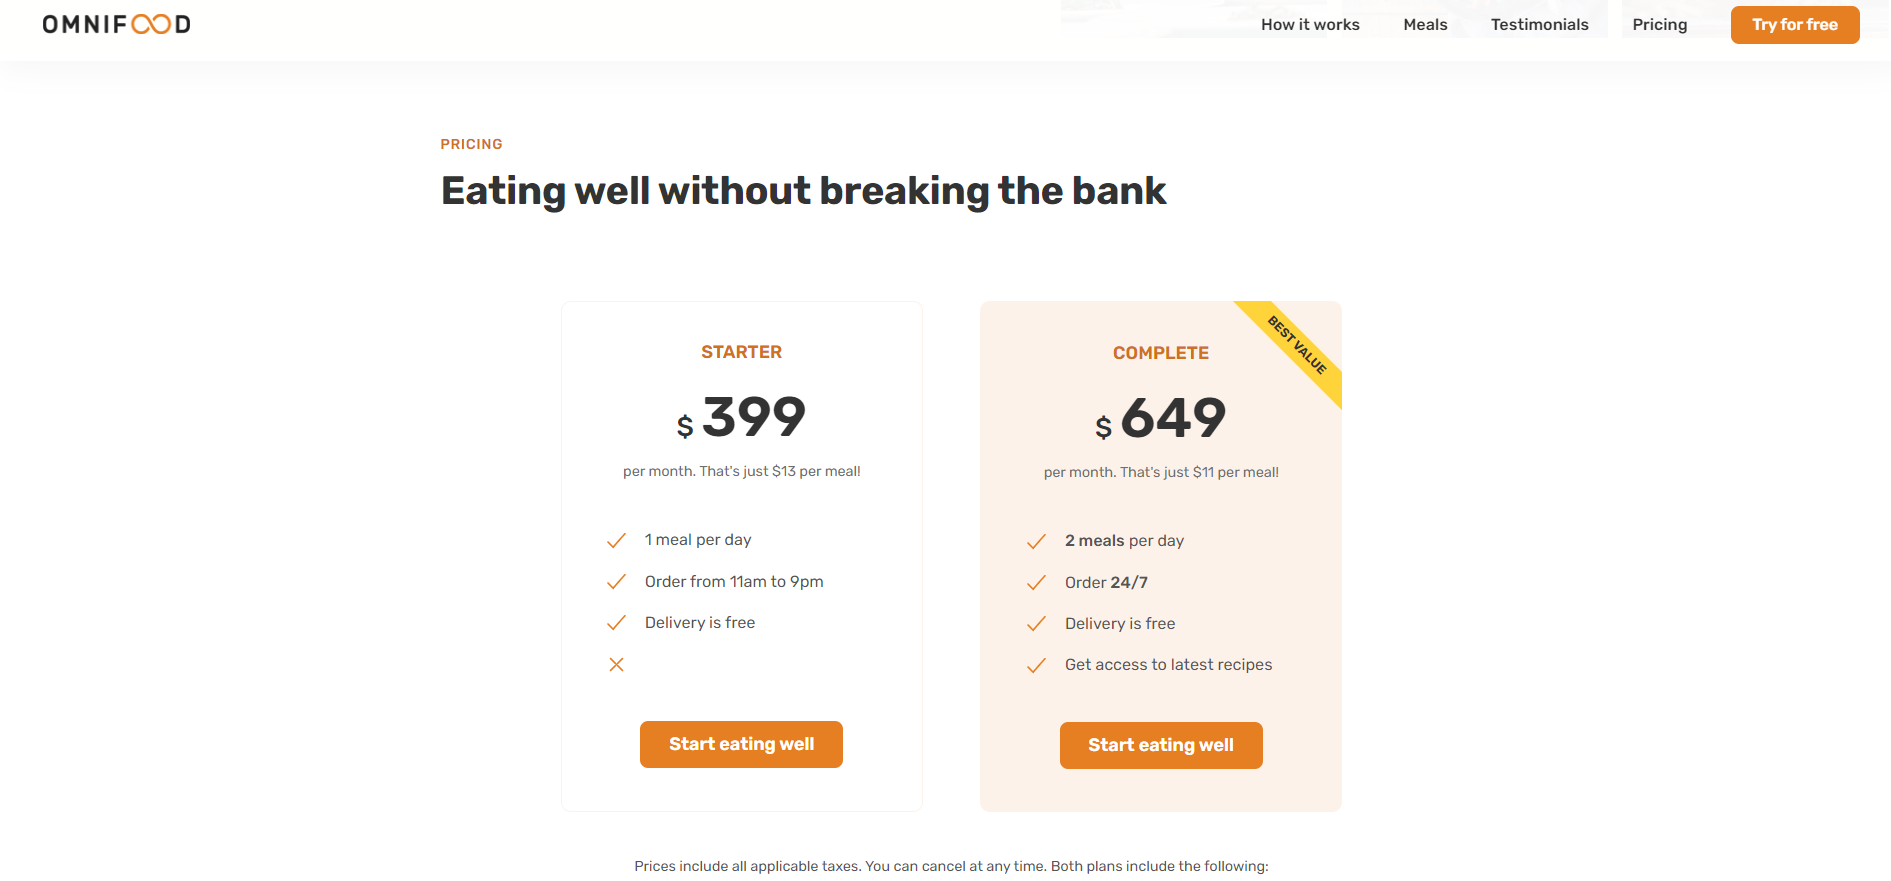 OMNIFOOD
How it works
Meals
Testimonials
Pricing
Try for free
PRICING
Eating well without breaking the bank
STARTER
$ 399
per month. That's just $13 per meal!
1 meal per day
Order from 11am to 9pm
Delivery is free
Start eating well
BEST VALUE
COMPLETE
$ 649
per month. That's just $11 per meal!
2 meals per day
Order 24/7
Delivery is free
Get access to latest recipes
Start eating well
Prices include all applicable taxes. You can cancel at any time. Both plans include the following: